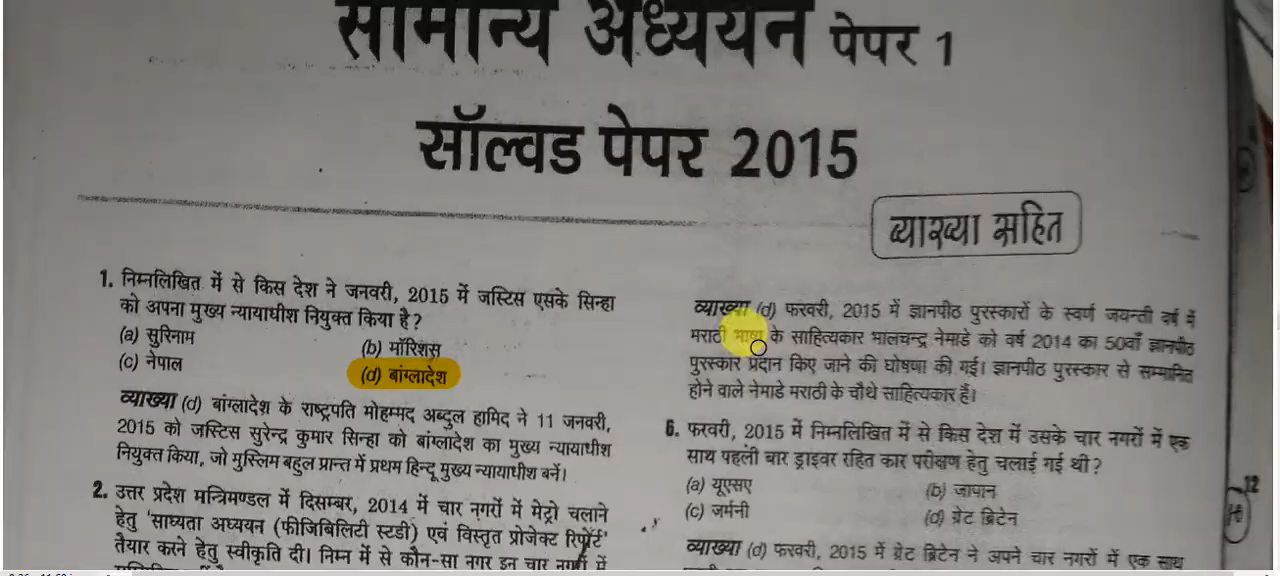 सामान्य अध्ययन पेपर 1
सॉल्वड पेपर 2015
व्याख्या सहित
1. निम्नलिखित में से किस देश ने जनवरी, 2015 में जस्टिस एसके सिन्हा
को अपना मुख्य न्यायाधीश नियुक्त किया है?
(a) सुरिनाम
(b) मॉरिशस
(c) नेपाल
(d) बांग्लादेश
व्याख्या (d) बांग्लादेश के राष्ट्रपति मोहम्मद अब्दुल हामिद ने 11 जनवरी,
2015 को जस्टिस सुरेन्द्र कुमार सिन्हा को बांग्लादेश का मुख्य न्यायाधीश
नियुक्त किया, जो मुस्लिम बहुल प्रान्त में प्रथम हिन्दू मुख्य न्यायाधीश बनें।
2. उत्तर प्रदेश मन्त्रिमण्डल में दिसम्बर, 2014 में चार नगरों में मेट्रो चलाने
हेतु 'साध्यता अध्ययन (फीजिबिलिटी स्टडी) एवं विस्तृत प्रोजेक्ट रिपोर्ट'
तैयार करने हेतु स्वीकृति दी। निम्न में से कौन-सा नगर इन चार नगरों में
व्याख्या (d) फरवरी, 2015 में ज्ञानपीठ पुरस्कारों के स्वर्ण जयन्ती वर्ष में
मराठी भाषा के साहित्यकार भालचन्द्र नेमाडे को वर्ष 2014 का 50वाँ ज्ञानपीठ
पुरस्कार प्रदान किए जाने की घोषणा की गई। ज्ञानपीठ पुरस्कार से सम्मानित
होने वाले नेमाडे मराठी के चौथे साहित्यकार हैं।
6. फरवरी, 2015 में निम्नलिखित में से किस देश में उसके चार नगरों में एक
साथ पहली बार ड्राइवर रहित कार परीक्षण हेतु चलाई गई थी?
(a) यूएसए
(b) जापान
(c) जर्मनी
(d) ग्रेट ब्रिटेन
व्याख्या (d) फरवरी, 2015 में ग्रेट ब्रिटेन ने अपने चार नगरों में एक साथ
12